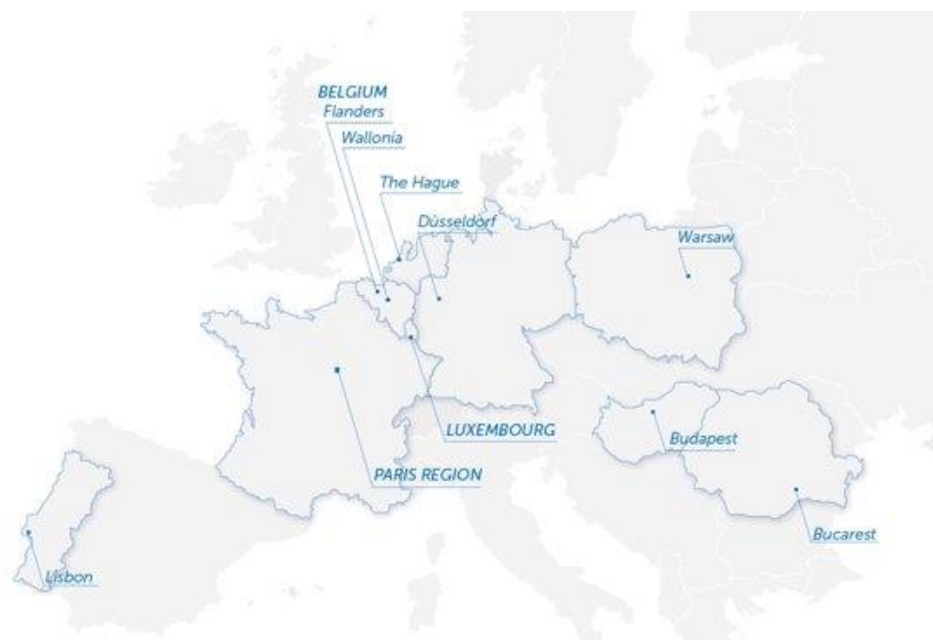 BELGIUM
Flanders
Wallonia
The Hague
Düsseldorf
Warsaw
LUXEMBOURG
Budapest
PARIS REGION
Bucarest
Lisbon